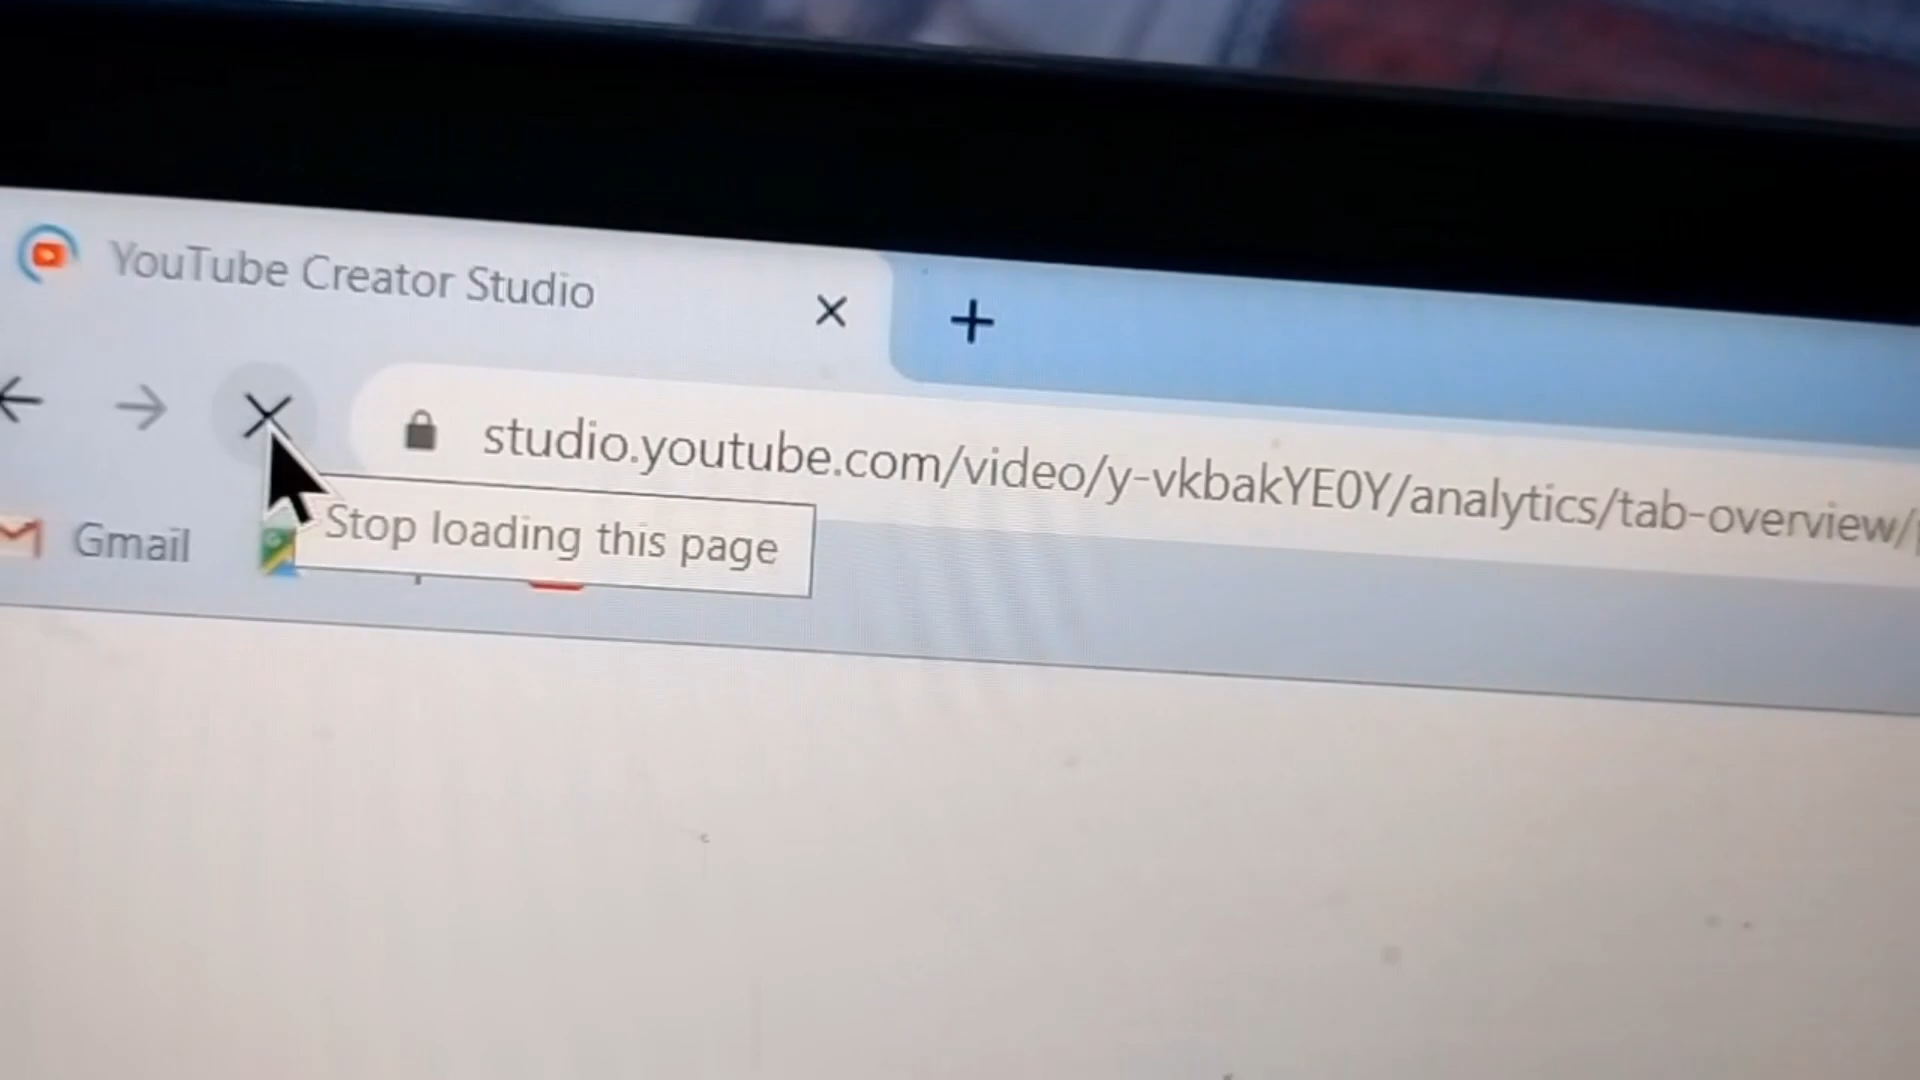 YouTube Creator Studio
studio.youtube.com/video/y-vkbakYE0Y/analytics/tab-overview/
Stop loading this page
Gmail